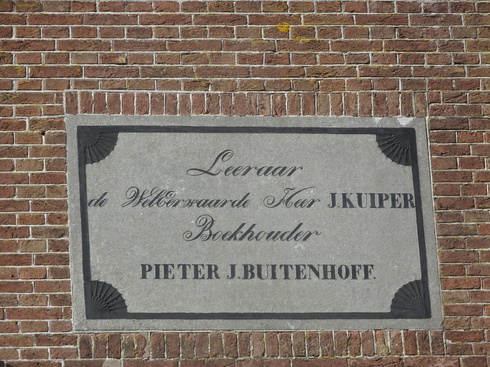 Leeraar
de Weleerwaarde Heer J.KUIPER
Boekhouder
PIETER J.BUITENHOFF.